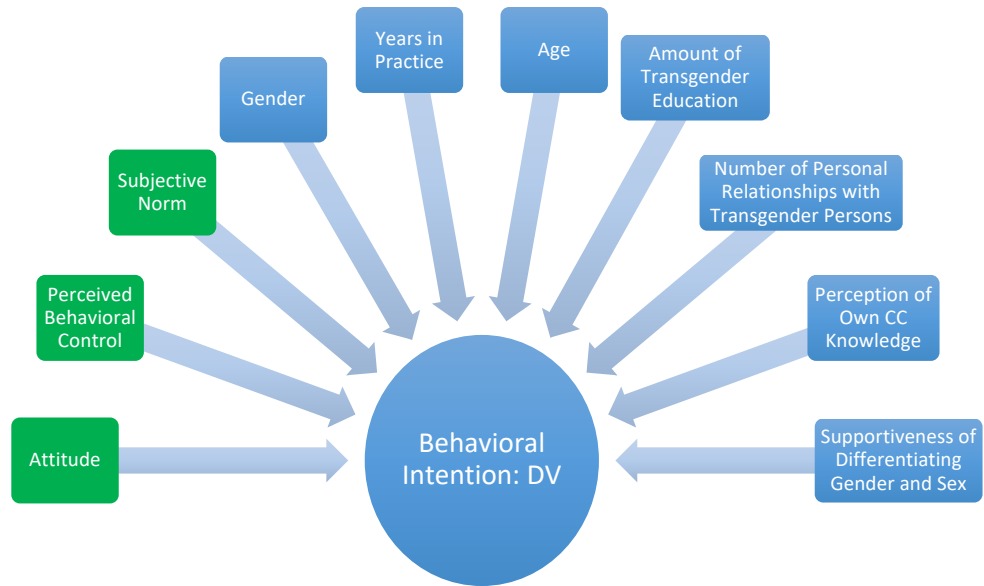 Years in
Practice
Age
Amount of
Transgender
Education
Gender
Number of Personal
Relationships with
Transgender Persons
Subjective
Norm
Perceived
Behavioral
Control
Perception of
Own CC
Knowledge
Attitude
Behavioral
Intention: DV
Supportiveness of
Differentiating
Gender and Sex